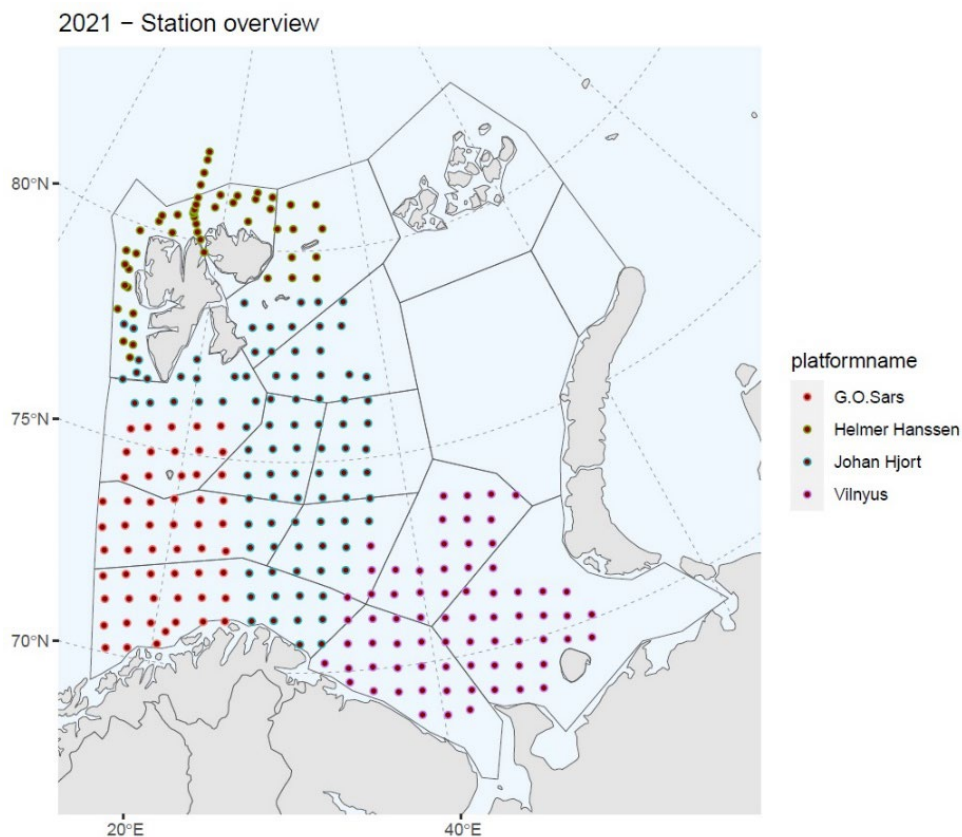 2021 − Station overview
80°N
75°N
70°N
20°E
40°E
platformname
G.O.Sars
Helmer Hanssen
Johan Hjort
Vilnyus